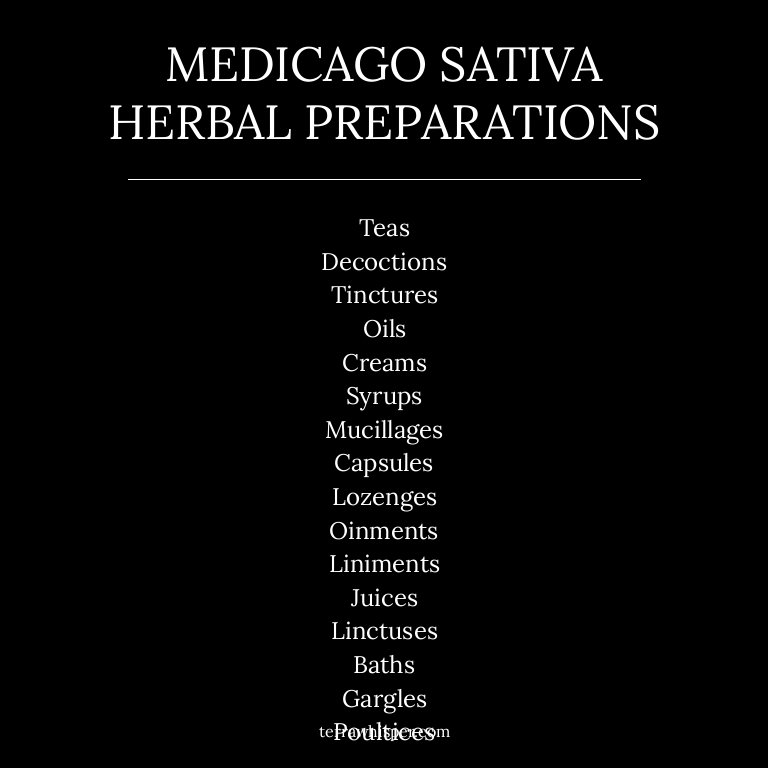 MEDICAGO SATIVA
HERBAL PREPARATIONS
Teas
Decoctions
Tinctures
Oils
Creams
Syrups
Mucillages
Capsules
Lozenges
Oinments
Liniments
Juices
Linctuses
Baths
Gargles
Poultices
terrawhisper.com